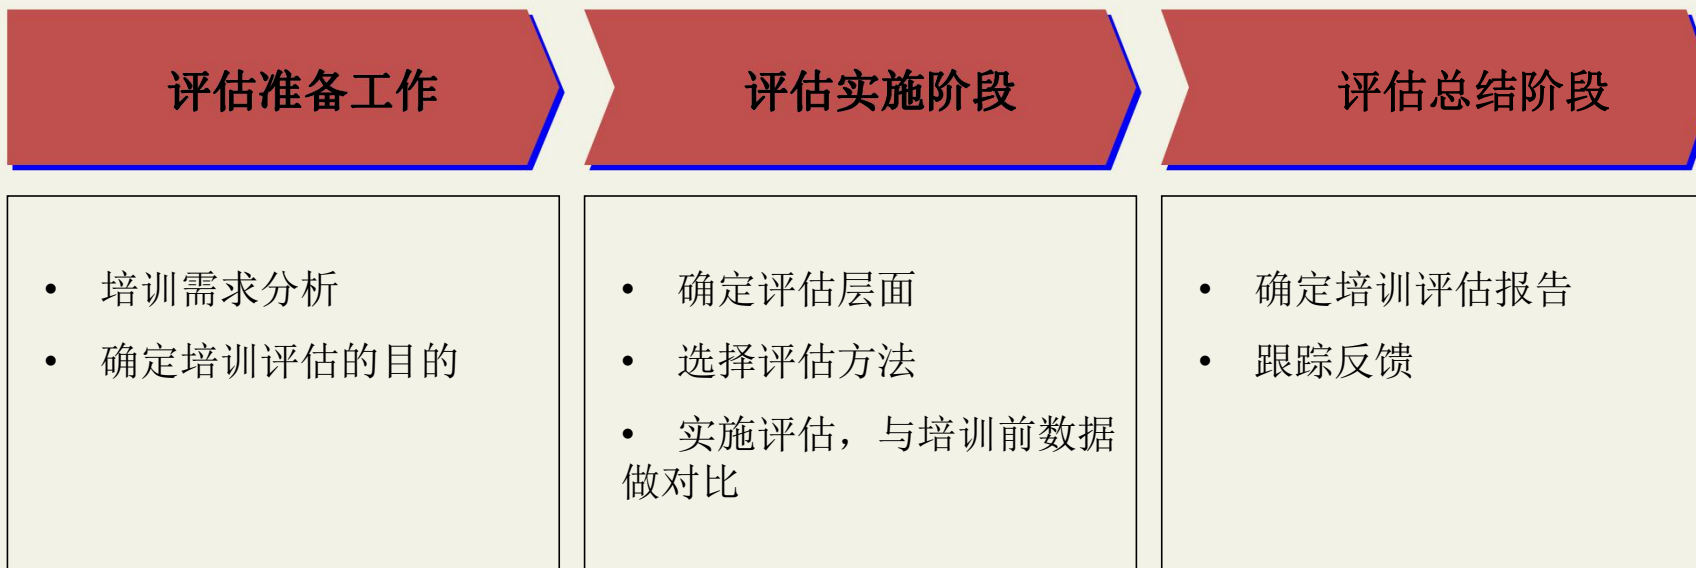 评估准备工作
评估实施阶段
评估总结阶段
• 培训需求分析
• 确定培训评估的目的
• 确定评估层面
• 选择评估方法
• 实施评估，与培训前数据
做对比
• 确定培训评估报告
• 跟踪反馈